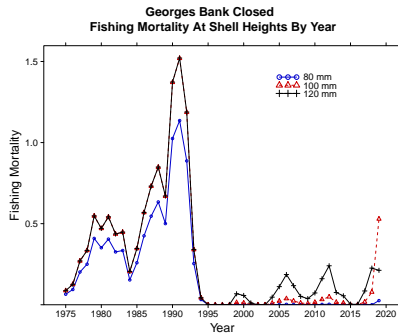 Georges Bank Closed
Fishing Mortality At Shell Heights By Year
80 mm
100 mm
120 mm
Fishing Mortality
1.5
1.0
0.5
1975 1980 1985 1990 1995 2000 2005 2010 2015 2020
Year